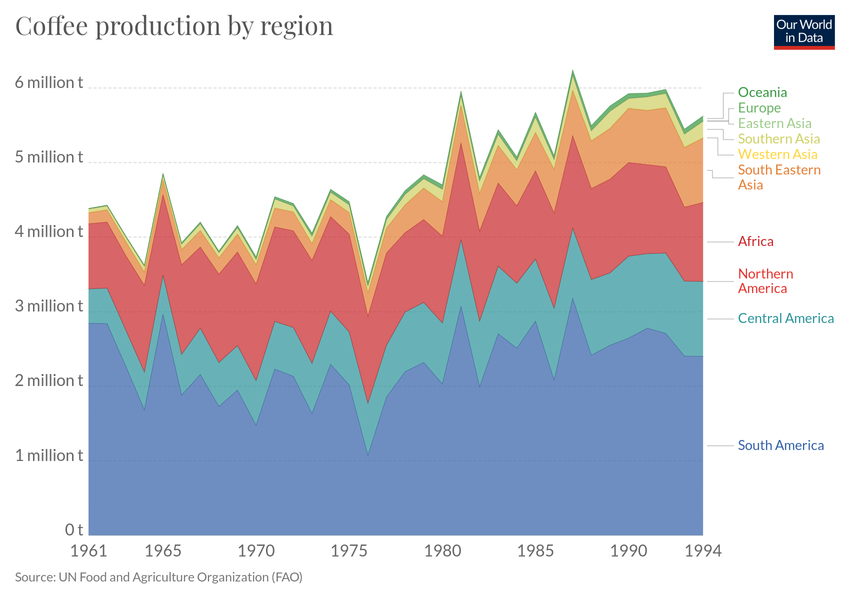 Coffee production by region
Our World
in Data
6 million t
5 million t
4 million t
3 million t
2 million t
1 million t
0 t
1961
1965
1970
1975
1980
1985
1990
1994
Oceania
Europe
Eastern Asia
Southern Asia
Western Asia
South Eastern
Asia
Africa
Northern
America
Central America
South America
Source: UN Food and Agriculture Organization (FAO)